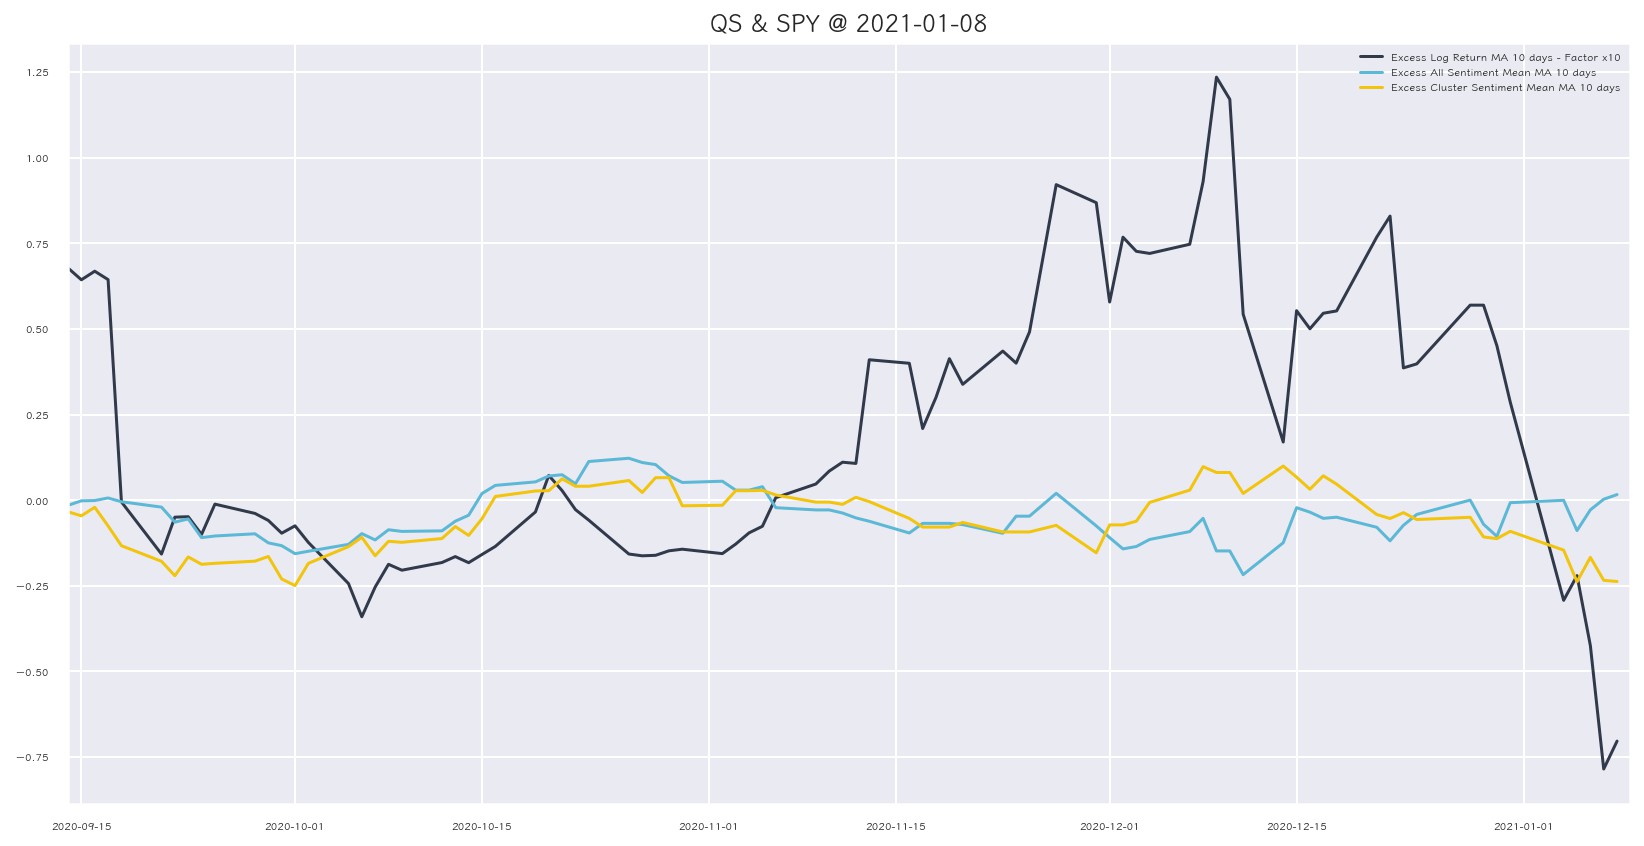 QS & SPY @ 2021-01-08
Excess Log Return MA 10 days - Factor x10
Excess All Sentiment Mean MA 10 days
Excess Cluster Sentiment Mean MA 10 days
1.25
1.00
0.75
0.50
0.25
0.00
−0.25
−0.50
−0.75
2020-09-15 2020-10-01 2020-10-15 2020-11-01 2020-11-15 2020-12-01 2020-12-15 2021-01-01